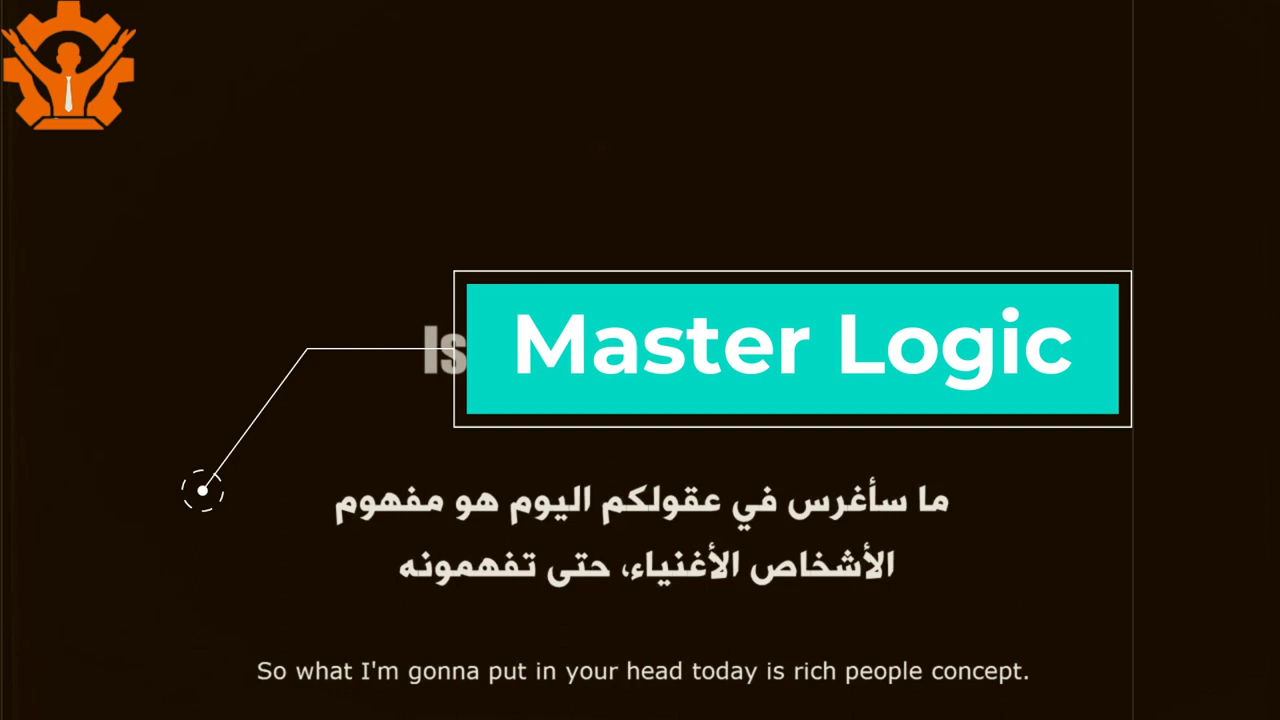 Is
Master Logic
ما سأغرس في عقولكم اليوم هو مفهوم
الأشخاص الأغنياء، حتى تفهمونه
So what I'm gonna put in your head today is rich people concept.